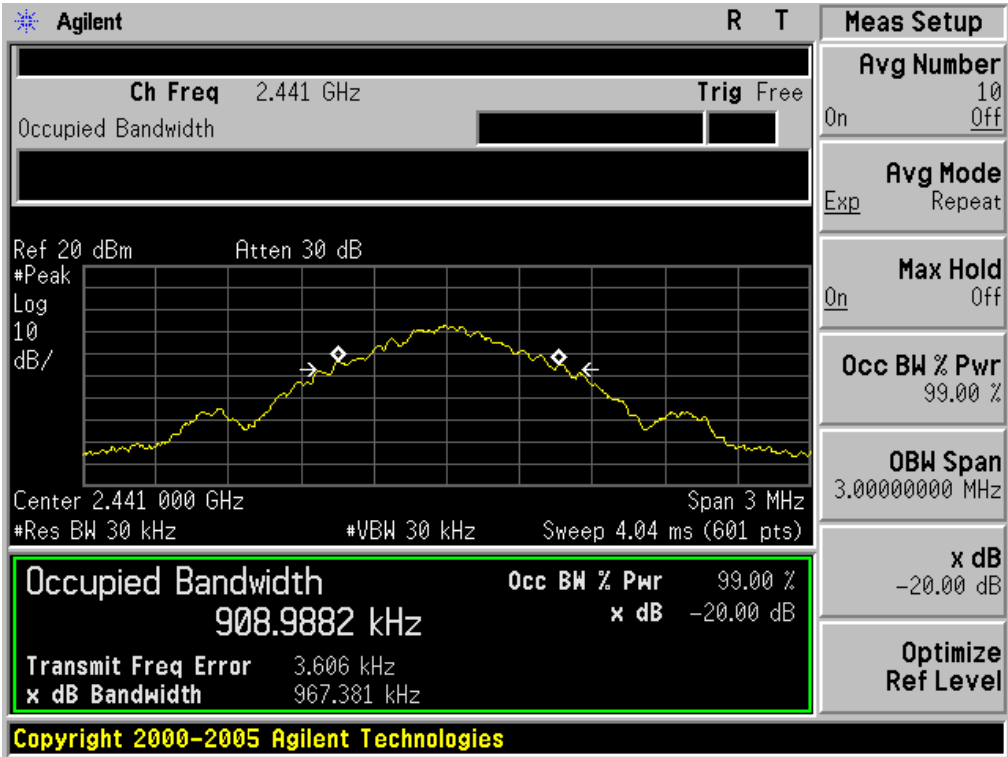 Agilent R T Meas Setup
Ch Freq 2.441 GHz Trig Free
Occupied Bandwidth
Ref 20 dBm Atten 30 dB
#Peak
Log
10
dB/
Center 2.441 000 GHz Span 3 MHz
#Res BW 30 kHz #VBW 30 kHz Sweep 4.04 ms (601 pts)
Occupied Bandwidth Occ BW % Pwr 99.00 %
908.9882 kHz x dB -20.00 dB
Transmit Freq Error 3.606 kHz
x dB Bandwidth 967.381 kHz
Avg Number
10
On Off
Avg Mode
Exp Repeat
Max Hold
On Off
Occ BW % Pwr
99.00 %
OBW Span
3.00000000 MHz
x dB
-20.00 dB
Optimize
Ref Level
Copyright 2000-2005 Agilent Technologies